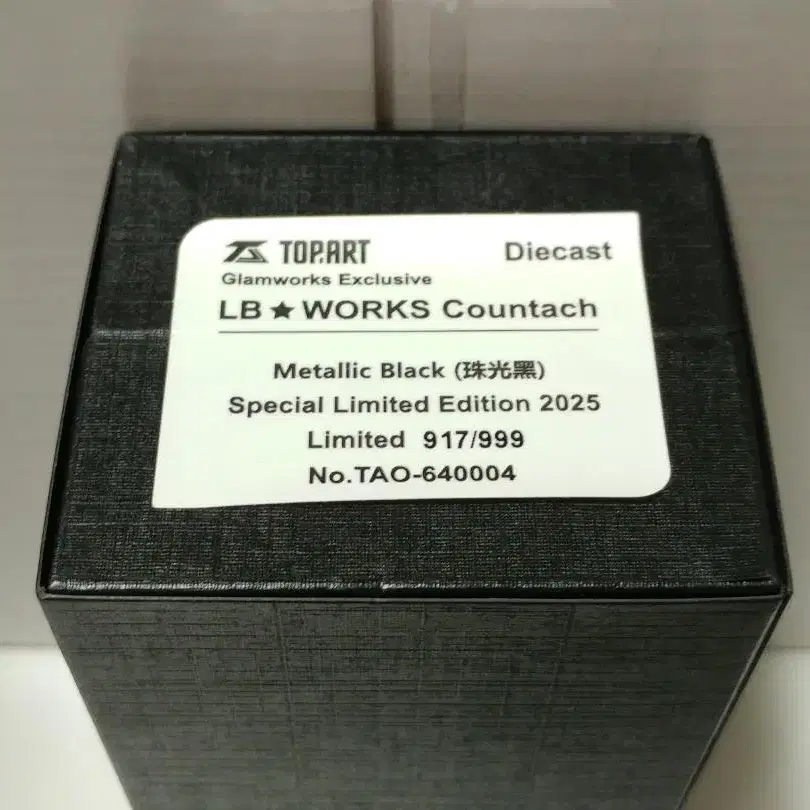 TOP.ART Diecast
Glamworks Exclusive
LB★WORKS Countach
Metallic Black (珠光黑)
Special Limited Edition 2025
Limited 917/999
No.TAO-640004